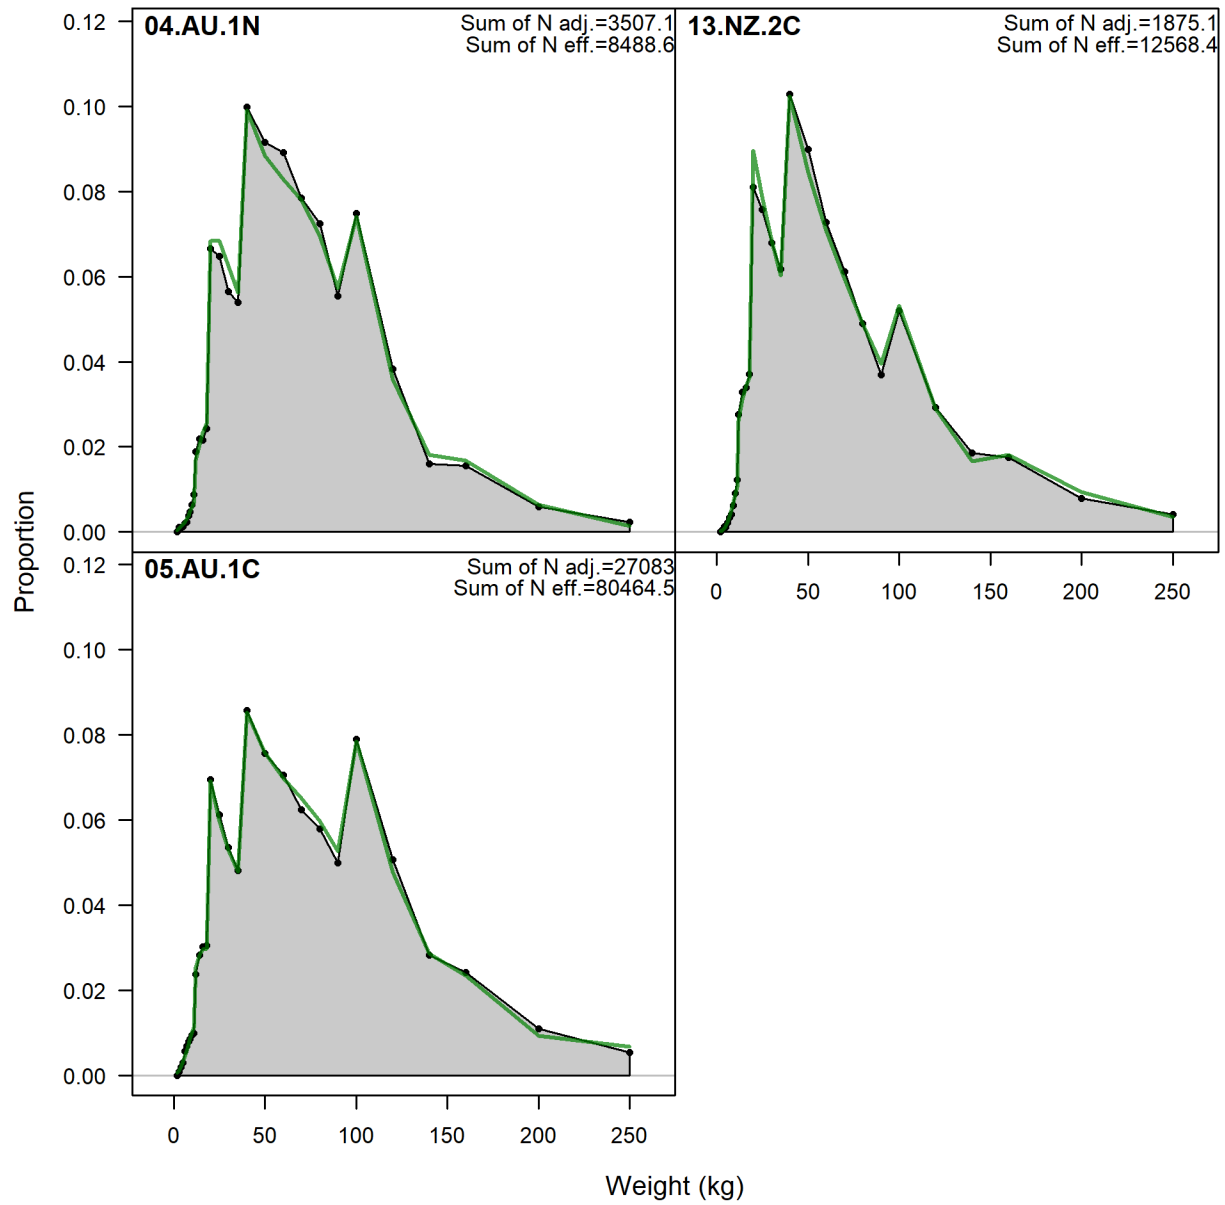 04.AU.1N
Sum of N adj.=3507.1
Sum of N eff.=8488.6
13.NZ.2C
Sum of N adj.=1875.1
Sum of N eff.=12568.4
0.12
0.10
0.08
0.06
0.04
0.02
0.00
0 50 100 150 200 250
05.AU.1C
Sum of N adj.=27083
Sum of N eff.=80464.5
0.12
0.10
0.08
0.06
0.04
0.02
0.00
0 50 100 150 200 250
Proportion
Weight (kg)